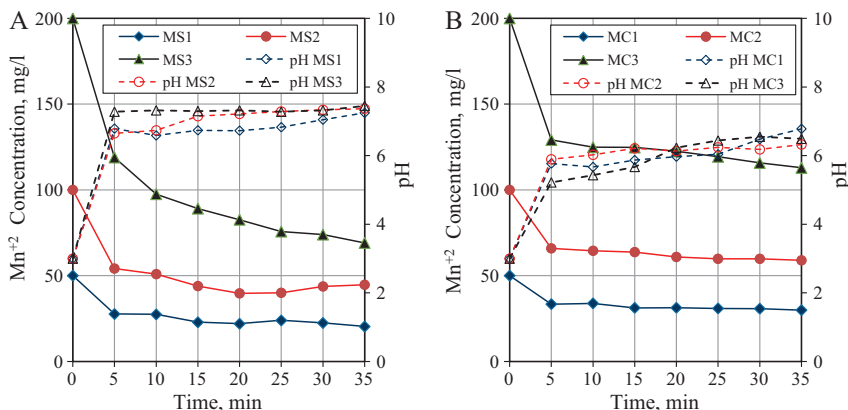 A
200
150
100
50
0
Mn+2 Concentration, mg/l
MS1 MS2
MS3 pH MS1
pH MS2 pH MS3
10
8
6
4
2
0
pH
0 5 10 15 20 25 30 35
Time, min
B
200
150
100
50
0
Mn+2 Concentration, mg/l
MC1 MC2
MC3 pH MC1
pH MC2 pH MC3
10
8
6
4
2
0
pH
0 5 10 15 20 25 30 35
Time, min